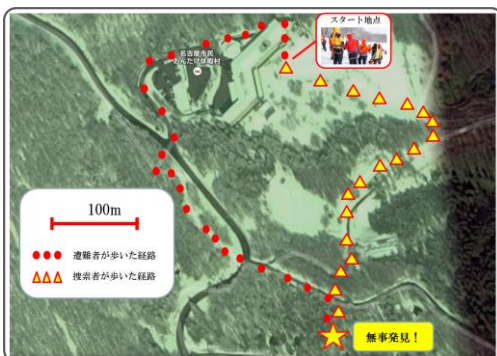 スタート地点
名古屋市民
おんたけ休暇村
100m
遭難者が歩いた経路
捜索者が歩いた経路
無事発見！